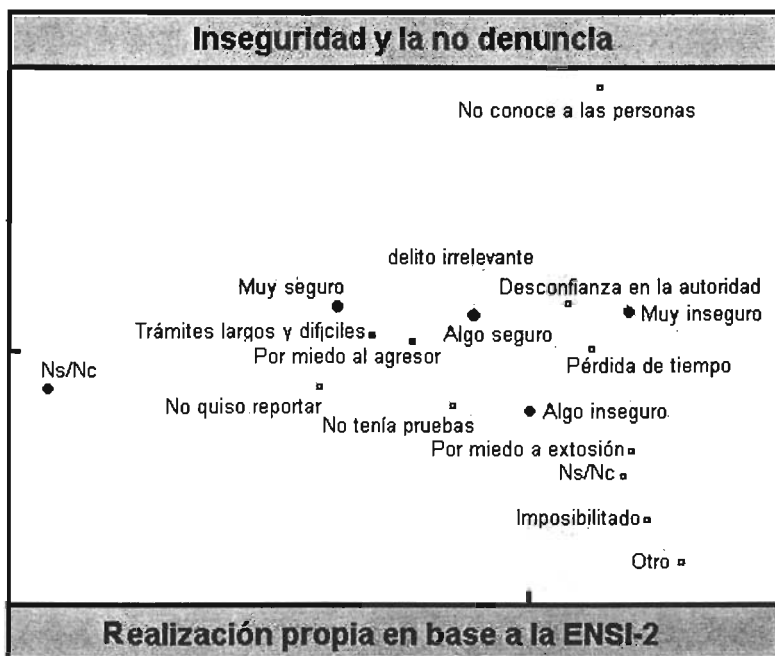 Inseguridad y la no denuncia
No conoce a las personas
delito irrelevante
Muy seguro
Desconfianza en la autoridad
Muy inseguro
Trámites largos y dificiles
Algo seguro
Por miedo al agresor
Pérdida de tiempo
Ns/Nc
No quiso reportar
Algo inseguro
No tenía pruebas
Por miedo a extosión
Ns/Nc
Imposibilitado
Otro
Realización propia en base a la ENSI-2